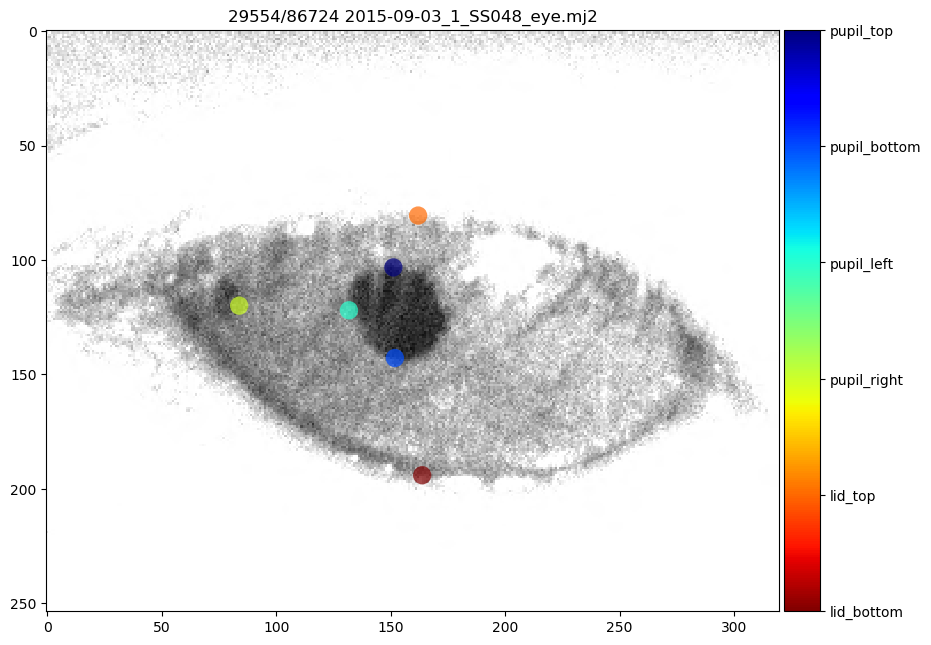 29554/86724 2015-09-03_1_SS048_eye.mj2
0
50
100
150
200
250
0 50 100 150 200 250 300
pupil_top
pupil_bottom
pupil_left
pupil_right
lid_top
lid_bottom